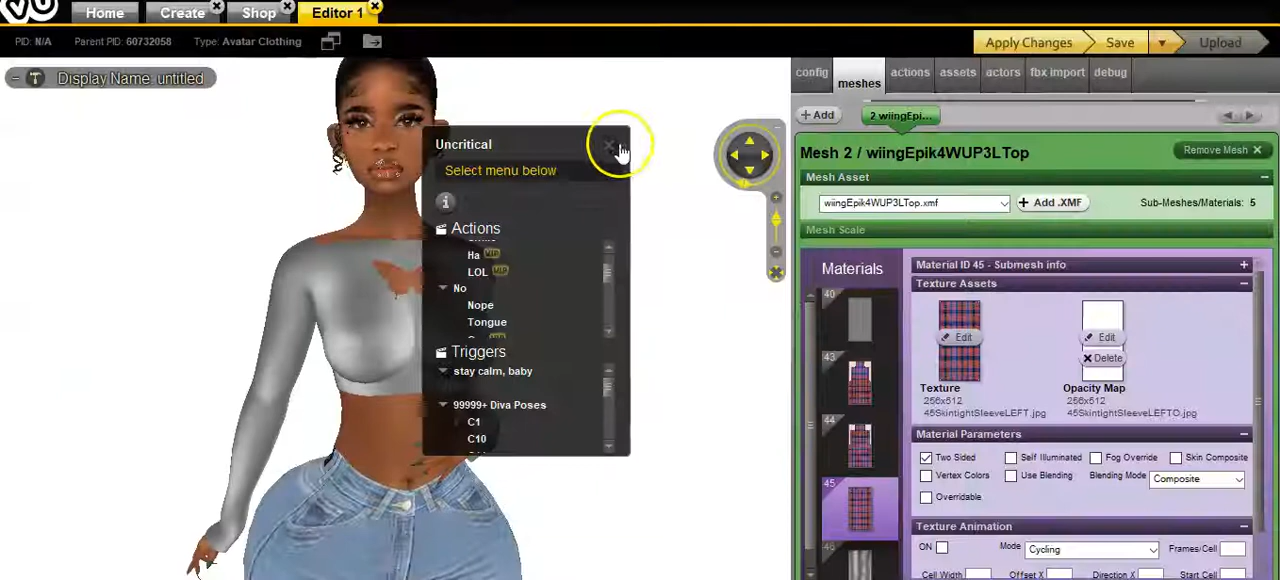 Home
Create
Shop
Editor 1
PID: N/A
Parent PID: 60732058
Type: Avatar Clothing
Apply Changes
Save
Upload
T Display Name untitled
config
meshes
actions
assets
actors
fbx import
debug
+ Add
2 wiingEpi...
Mesh 2 / wiingEpik4WUP3LTop
Remove Mesh
Mesh Asset
wiingEpik4WUP3LTop.xmf
+ Add .XMF
Sub-Meshes/Materials: 5
Mesh Scale
Uncritical
Select menu below
i
Actions
Ha VIP
LOL VIP
No
Nope
Tongue
Triggers
stay calm, baby
99999+ Diva Poses
C1
C10
Materials
40
43
44
45
46
Material ID 45 - Submesh info
Texture Assets
Edit
Edit
Delete
Texture
256x512
45SkintightSleeveLEFT.jpg
Opacity Map
256x512
45SkintightSleeveLEFTO.jpg
Material Parameters
Two Sided
Self Illuminated
Fog Override
Skin Composite
Vertex Colors
Use Blending
Blending Mode
Composite
Overridable
Texture Animation
ON
Mode
Cycling
Frames/Cell
Cell Width
Offset X
Direction X
Start Cell